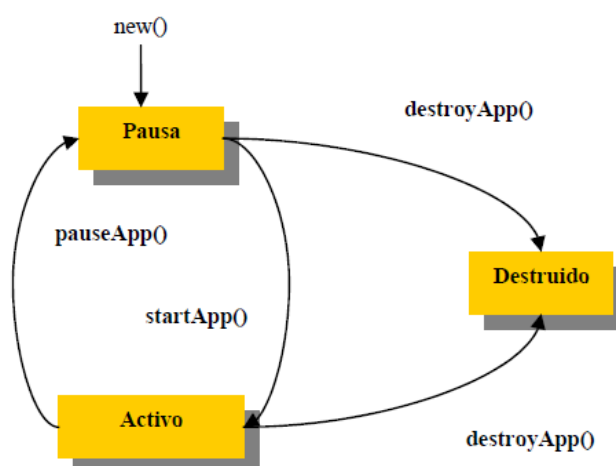 new()
destroyApp()
Pausa
pauseApp()
Destruido
startApp()
Activo
destroyApp()